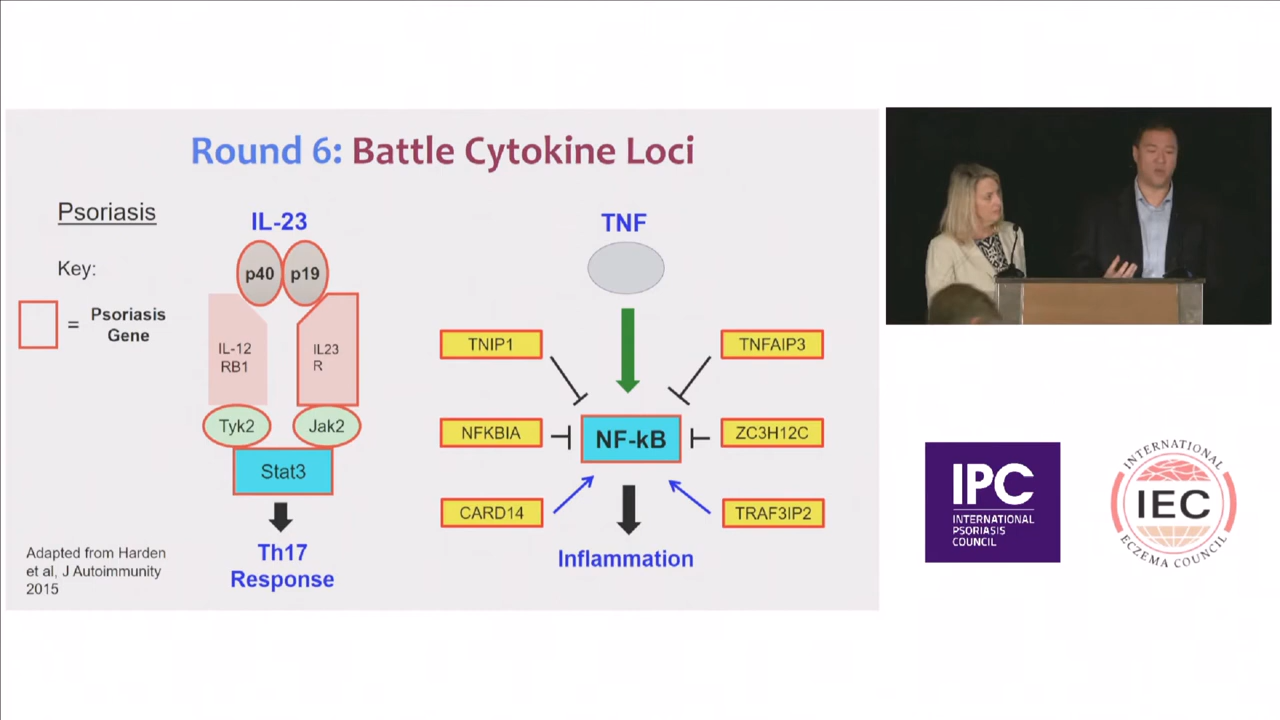 Round 6: Battle Cytokine Loci
Psoriasis
Key:
=
Psoriasis
Gene
IL-23
p40
p19
IL-12
RB1
IL23
R
Tyk2
Jak2
Stat3
Th17
Response
Adapted from Harden
et al, J Autoimmunity
2015
TNF
TNIP1
TNFAIP3
NFKBIA
NF-kB
ZC3H12C
CARD14
TRAF3IP2
Inflammation
IPC
INTERNATIONAL
PSORIASIS
COUNCIL
INTERNATIONAL
IEC
ECZEMA COUNCIL